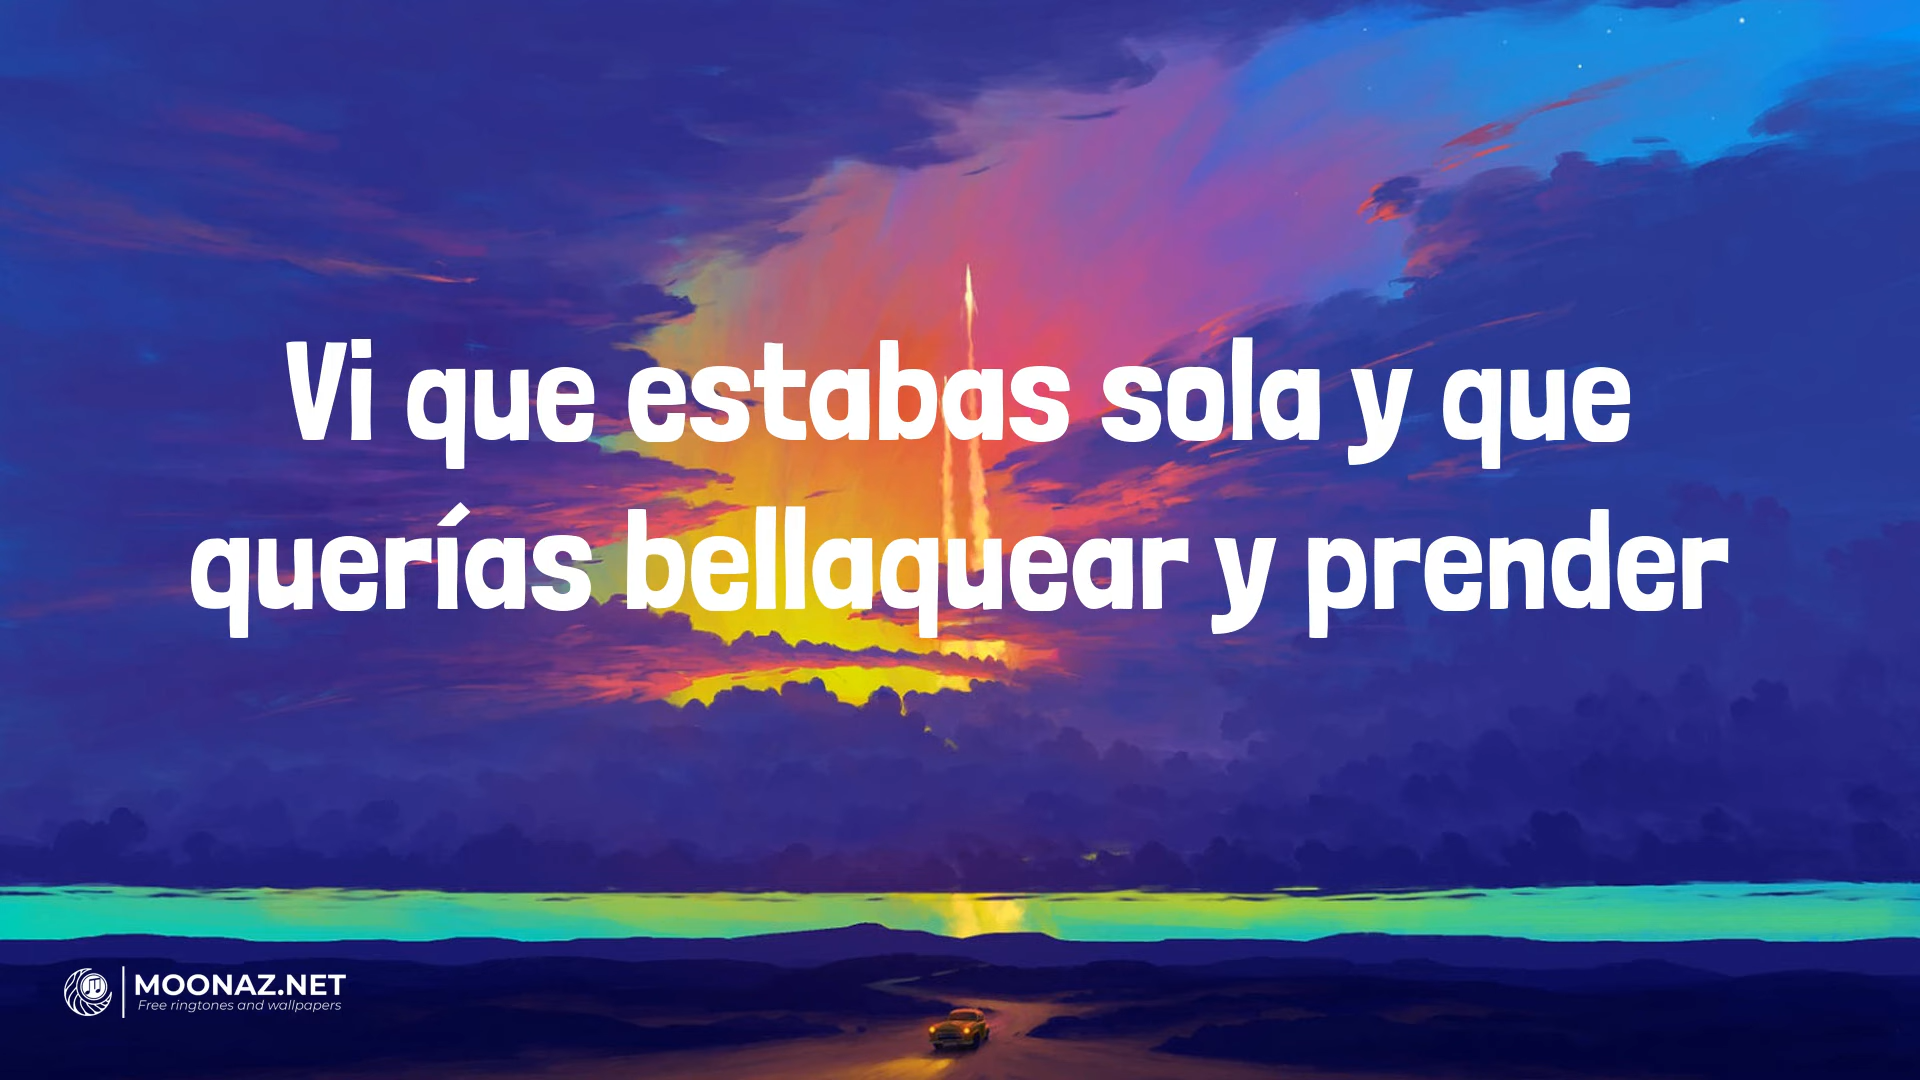 Vi que estabas sola y que
querías bellaquear y prender
MOONAZ.NET
Free ringtones and wallpapers